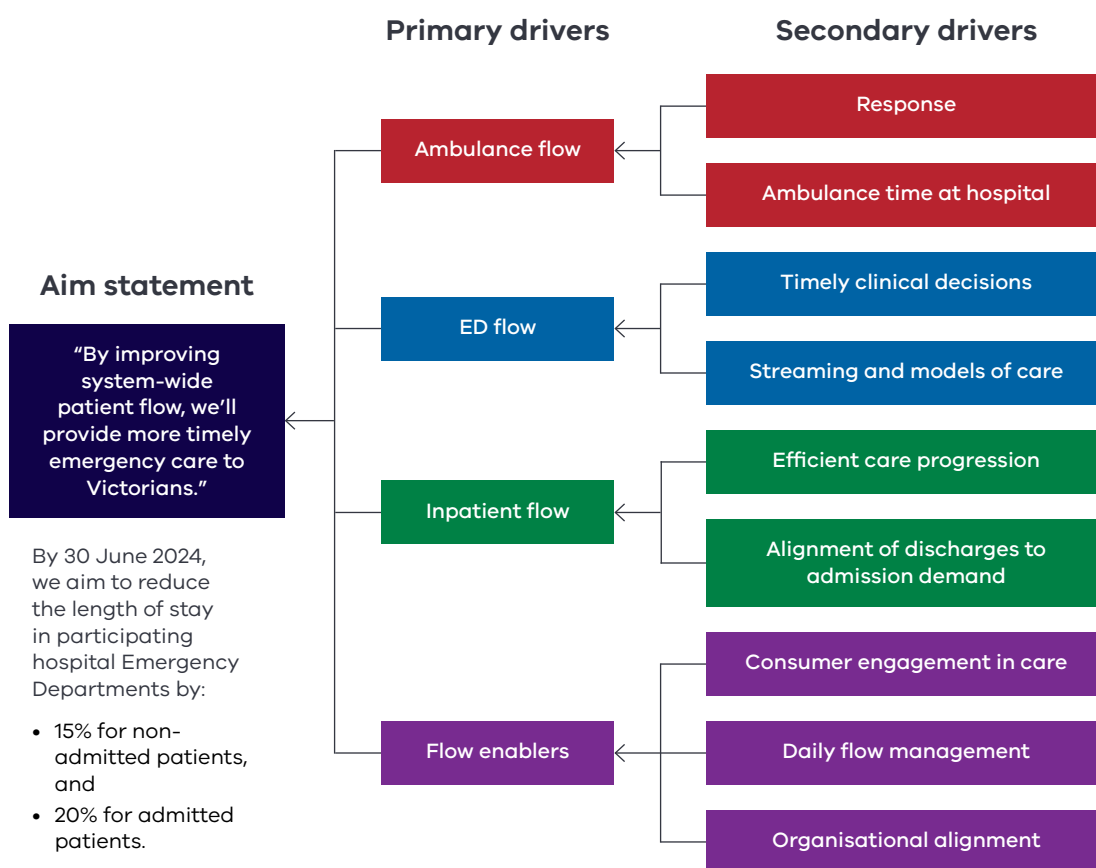 Primary drivers
Secondary drivers
Aim statement
“By improving
system-wide
patient flow, we’ll
provide more timely
emergency care to
Victorians.”
By 30 June 2024,
we aim to reduce
the length of stay
in participating
hospital Emergency
Departments by:
• 15% for non-
admitted patients,
and
• 20% for admitted
patients.
Ambulance flow
Response
Ambulance time at hospital
ED flow
Timely clinical decisions
Streaming and models of care
Inpatient flow
Efficient care progression
Alignment of discharges to
admission demand
Flow enablers
Consumer engagement in care
Daily flow management
Organisational alignment